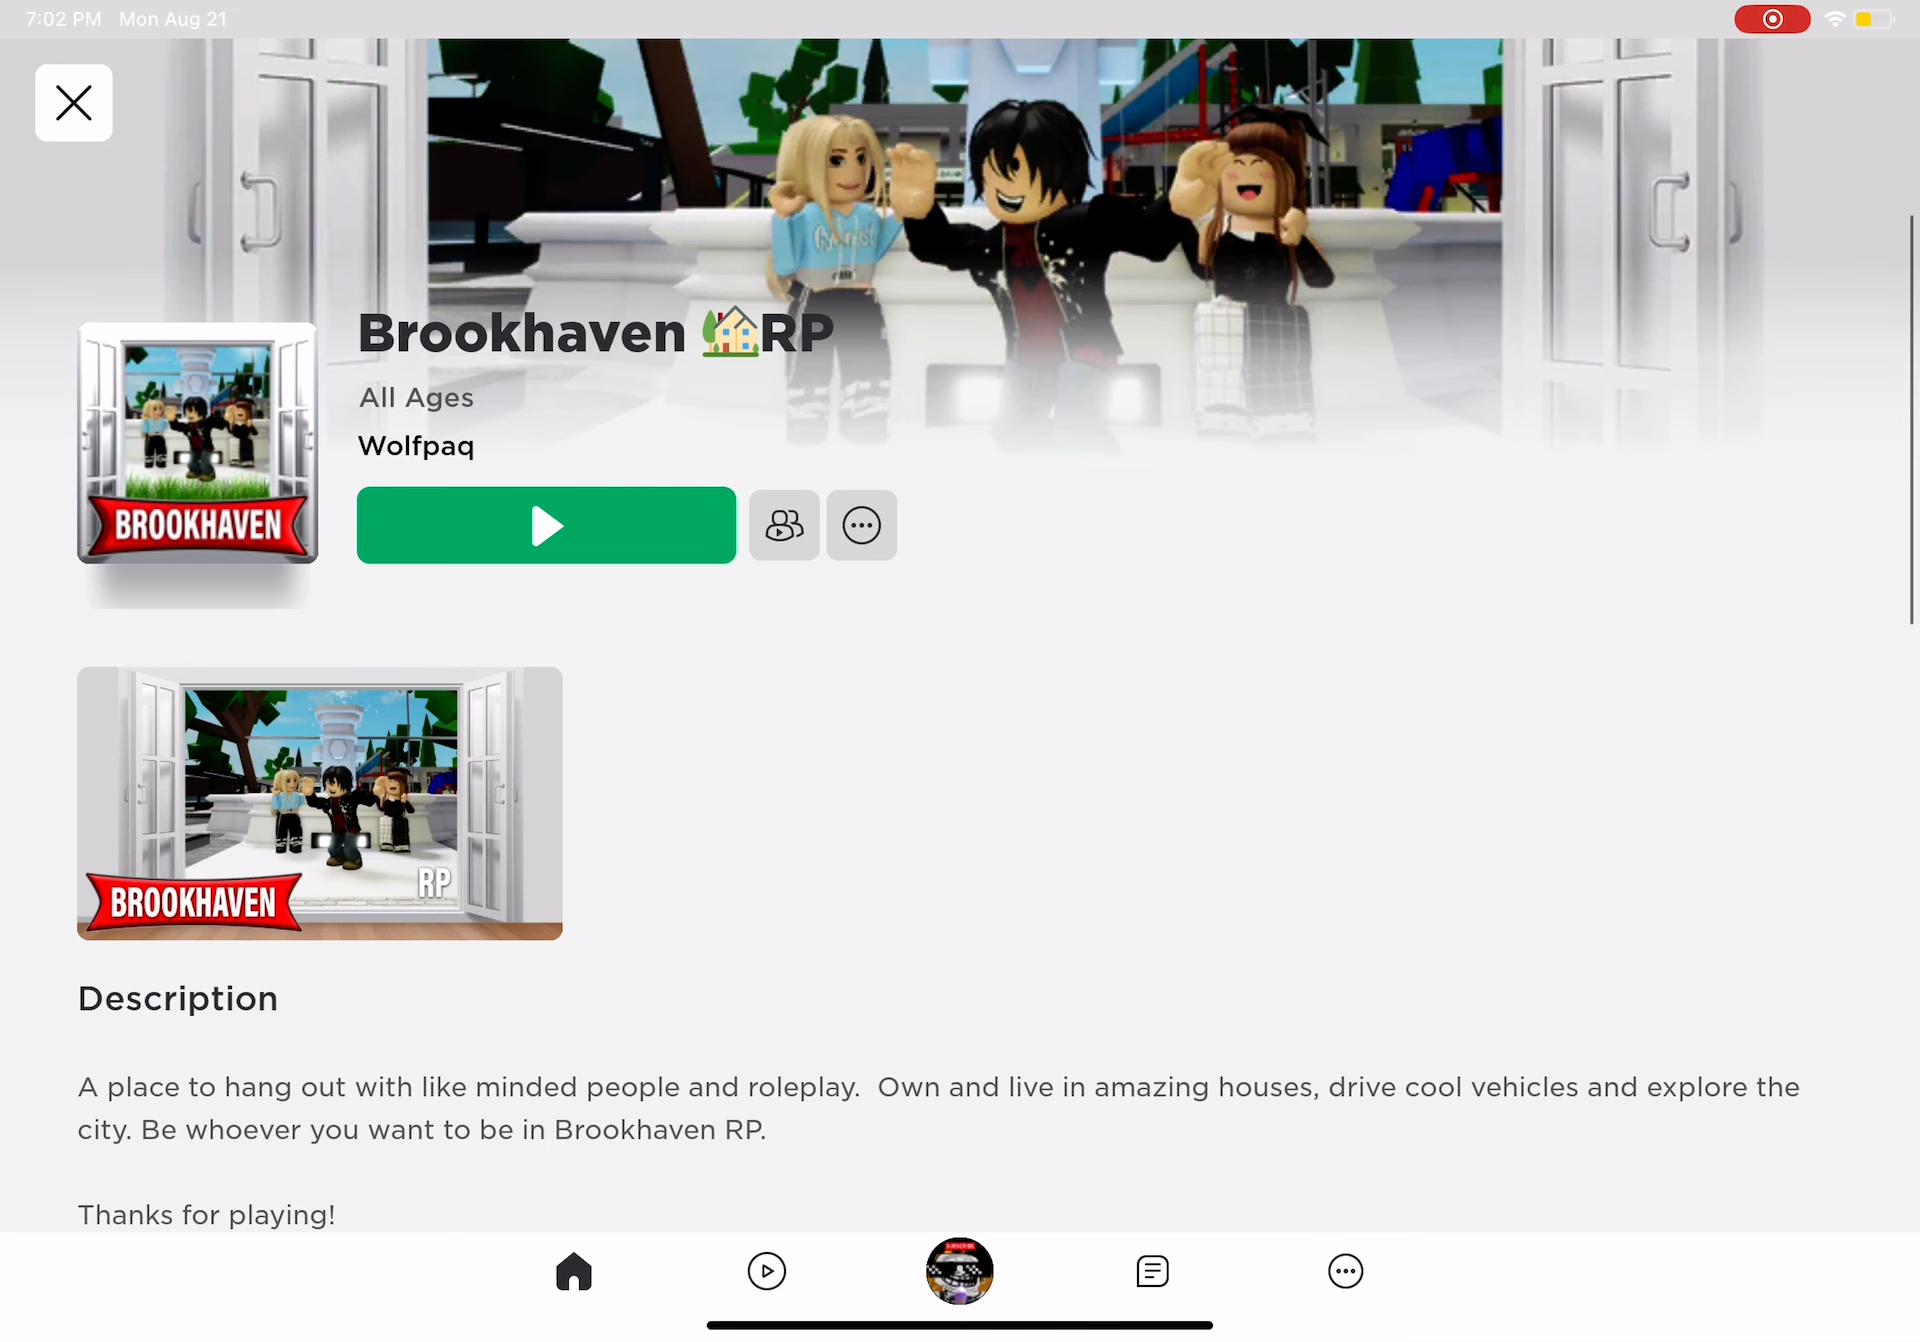 7:02 PM Mon Aug 21
Brookhaven 🏡RP
All Ages
Wolfpaq
BROOKHAVEN
RP
BROOKHAVEN
Description
A place to hang out with like minded people and roleplay.  Own and live in amazing houses, drive cool vehicles and explore the
city. Be whoever you want to be in Brookhaven RP.
Thanks for playing!